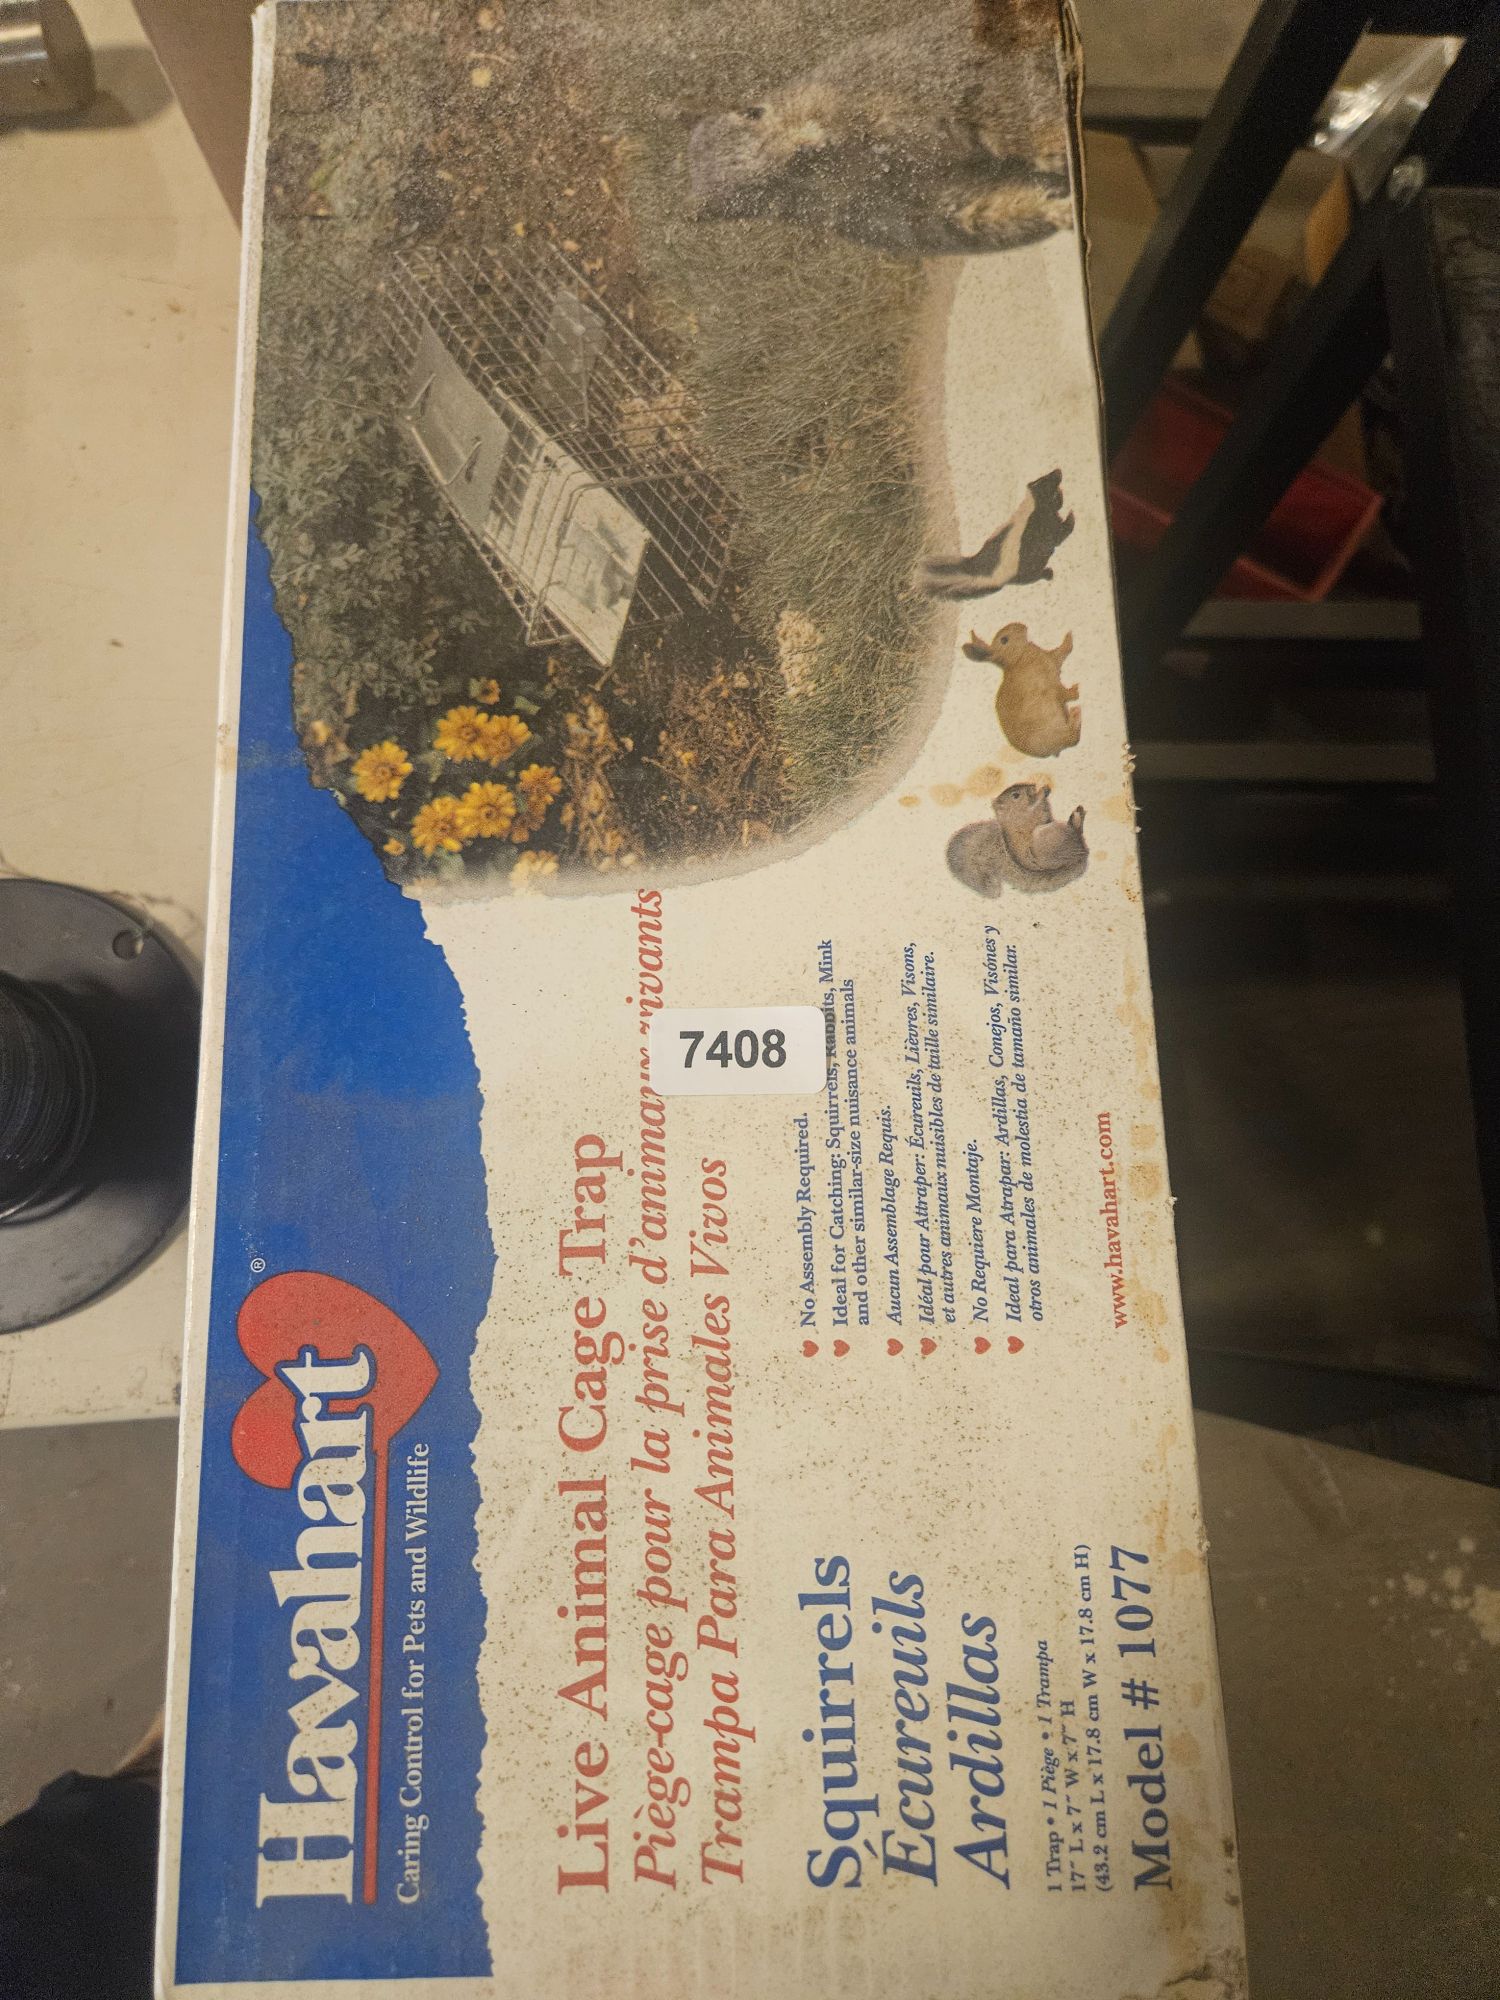 Havahart®
Caring Control for Pets and Wildlife
Live Animal Cage Trap
Piège-cage pour la prise d'animaux vivants
Trampa Para Animales Vivos
7408
Squirrels
Écureuils
Ardillas
No Assembly Required.
Ideal for Catching: Squirrels, Rabbits, Mink
and other similar-size nuisance animals
Aucun Assemblage Requis.
Idéal pour Attraper: Écureuils, Lièvres, Visons,
et autres animaux nuisibles de taille similaire.
No Requiere Montaje.
Ideal para Atrapar: Ardillas, Conejos, Visónes y
otros animales de molestia de tamaño similar.
1 Trap • 1 Piège • 1 Trampa
17" L x 7" W x 7" H
(43.2 cm L x 17.8 cm W x 17.8 cm H)
Model # 1077
www.havahart.com